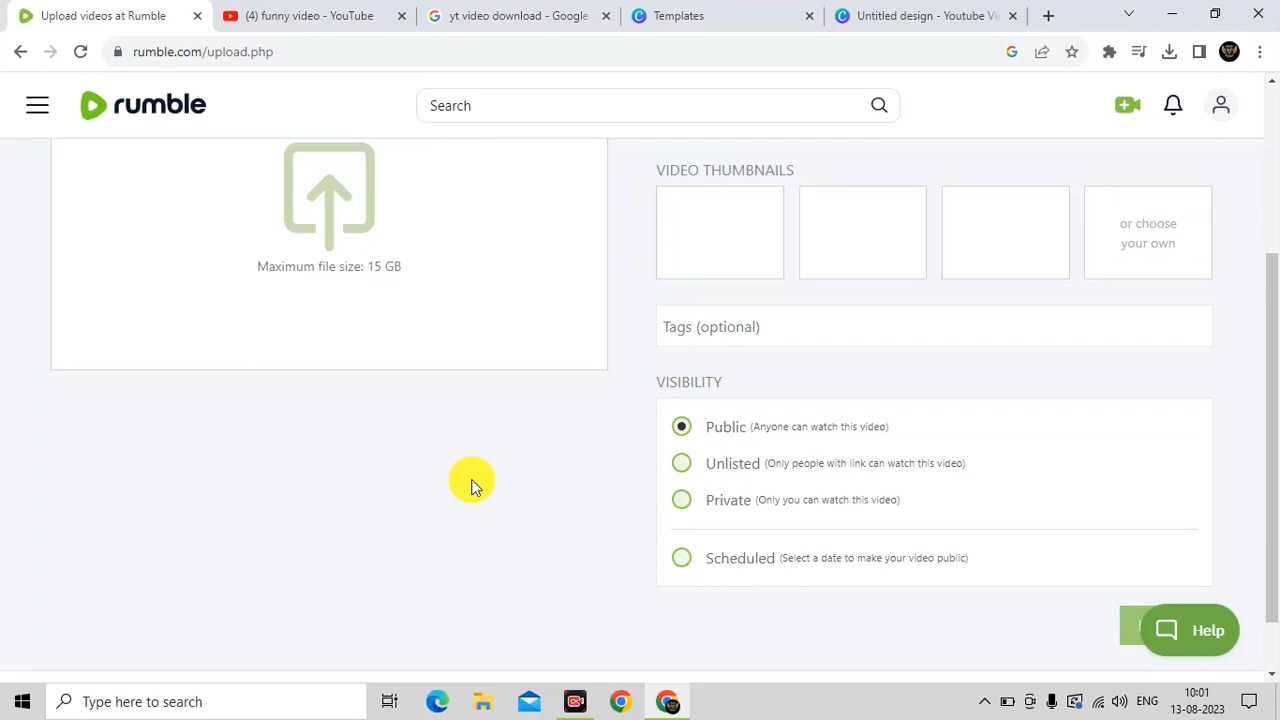 Upload videos at Rumble
(4) funny video - YouTube
yt video download - Google
Templates
Untitled design - Youtube Vi
rumble.com/upload.php
rumble
Search
VIDEO THUMBNAILS
or choose
your own
Maximum file size: 15 GB
Tags (optional)
VISIBILITY
Public (Anyone can watch this video)
Unlisted (Only people with link can watch this video)
Private (Only you can watch this video)
Scheduled (Select a date to make your video public)
Help
Type here to search
ENG
10:01
13-08-2023